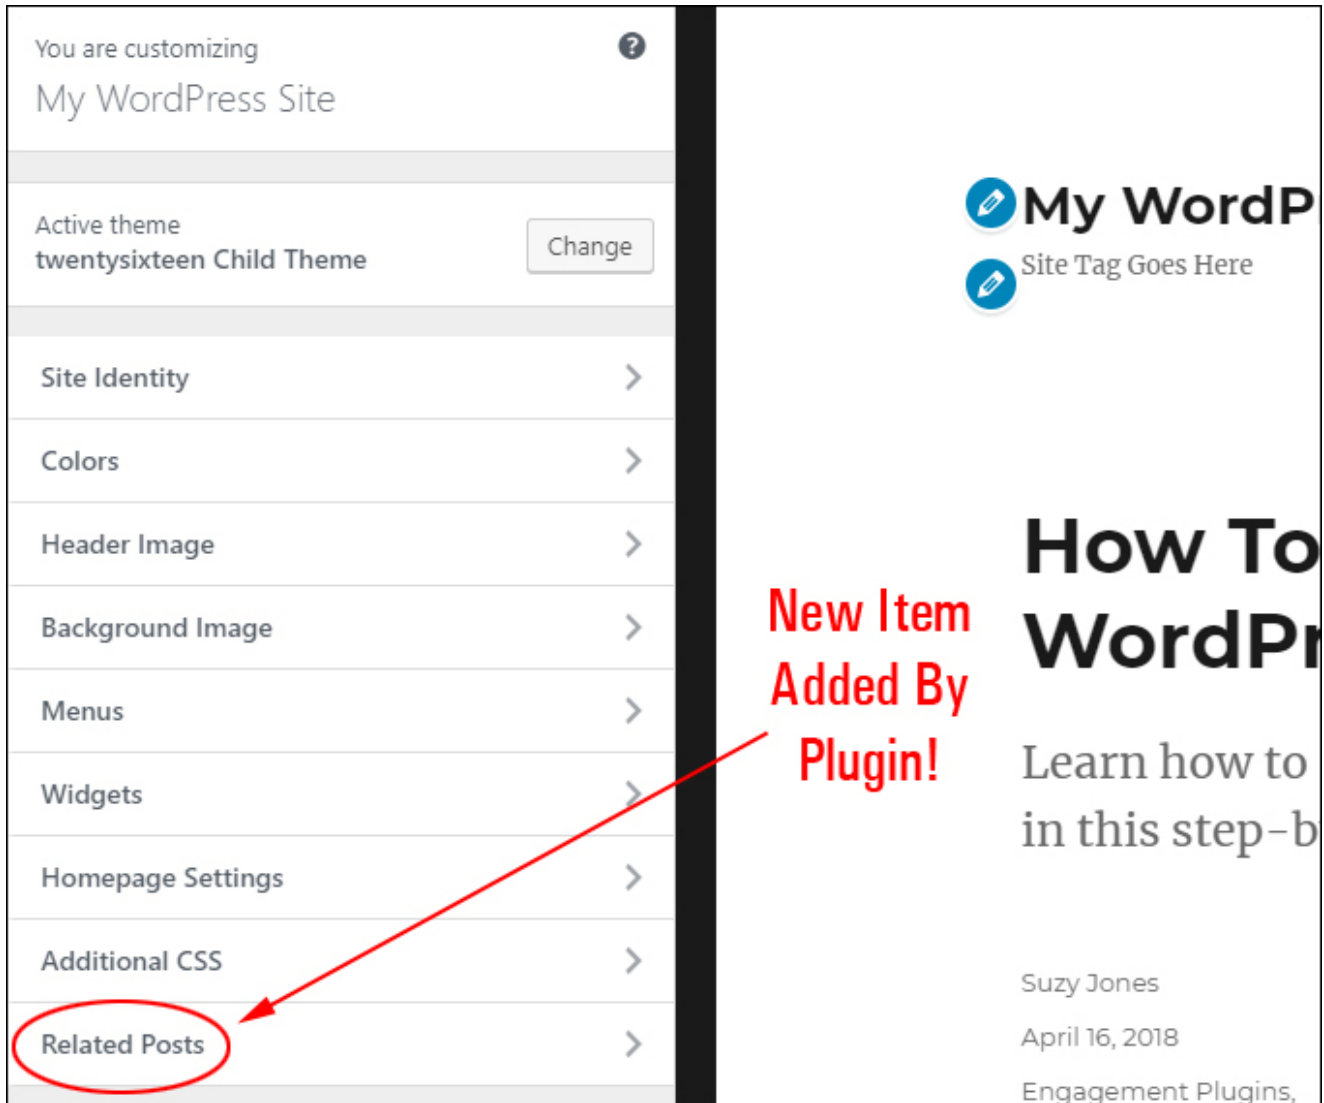 You are customizing
My WordPress Site
Active theme
twentysixteen Child Theme
Change
Site Identity
Colors
Header Image
Background Image
Menus
Widgets
Homepage Settings
Additional CSS
Related Posts
New Item
Added By
Plugin!
My WordP
Site Tag Goes Here
How To
WordPr
Learn how to
in this step-b
Suzy Jones
April 16, 2018
Engagement Plugins,